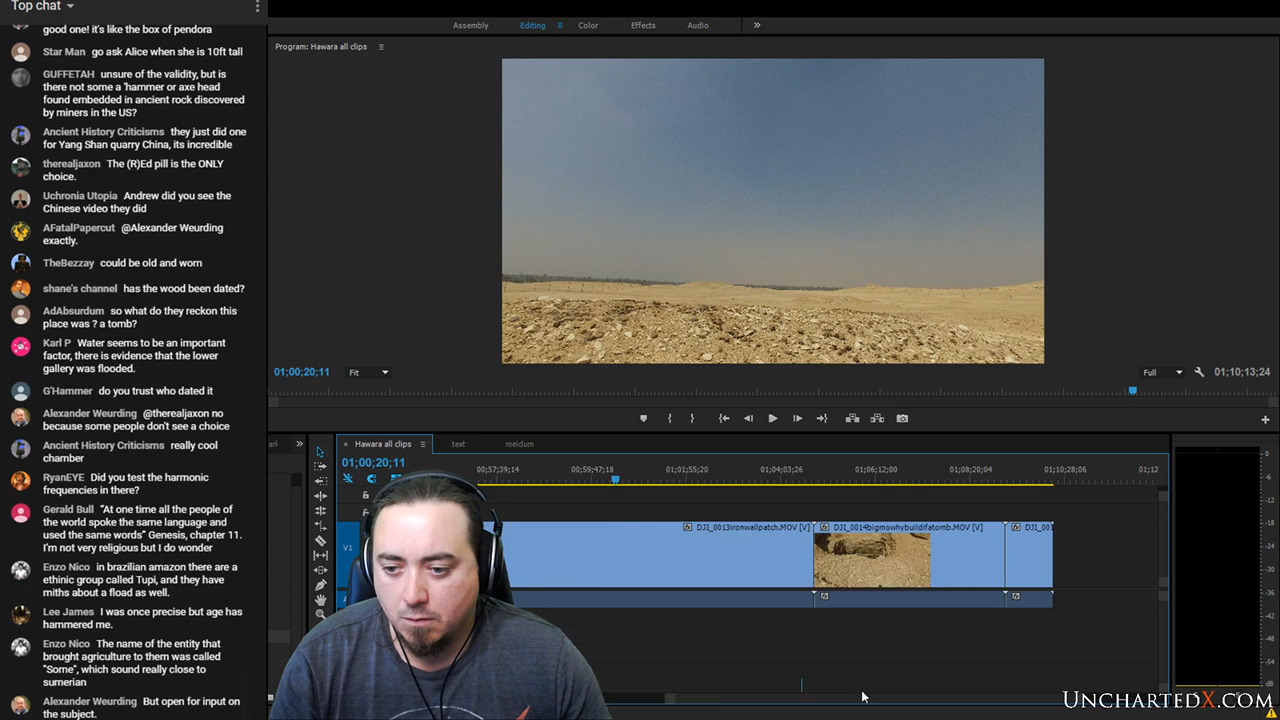 Top chat
good one! it's like the box of pendora
Star Man go ask Alice when she is 10ft tall
GUFFETAH unsure of the validity, but is
there not some a 'hammer or axe head
found embedded in ancient rock discovered
by miners in the US?
Ancient History Criticisms they just did one
for Yang Shan quarry China, its incredible
therealjaxon The (R)Ed pill is the ONLY
choice.
Uchronia Utopia Andrew did you see the
Chinese video they did
AFatalPapercut @Alexander Weurding
exactly.
TheBezzay could be old and worn
shane's channel has the wood been dated?
AdAbsurdum so what do they reckon this
place was ? a tomb?
Karl P Water seems to be an important
factor, there is evidence that the lower
gallery was flooded.
G'Hammer do you trust who dated it
Alexander Weurding @therealjaxon no
because some people don't see a choice
Ancient History Criticisms really cool
chamber
RyanEYE Did you test the harmonic
frequencies in there?
Gerald Bull "At one time all the people of
the world spoke the same language and
used the same words" Genesis, chapter 11.
I'm not very religious but I do wonder
Enzo Nico in brazilian amazon there are a
ethinic group called Tupi, and they have
miths about a fload as well.
Lee James I was once precise but age has
hammered me.
Enzo Nico The name of the entity that
brought agriculture to them was called
"Some", which sound really close to
sumerian
Alexander Weurding But open for input on
the subject.
Assembly Editing Color Effects Audio
Program: Hawara all clips
01;00;20;11 Fit Full 01;10;13;24
Hawara all clips text meidum
01;00;20;11
00;57;39;14 00;59;47;18 01;01;55;20 01;04;03;26 01;06;12;00 01;08;20;04 01;10;28;06 01;12
V1 DJI_0013ironwallpatch.MOV [V] DJI_0014bigmowhybuildifatomb.MOV [V] DJI_001
0
-6
-12
-18
-24
-30
-36
-42
-48
-54
dB
UnchartedX.com